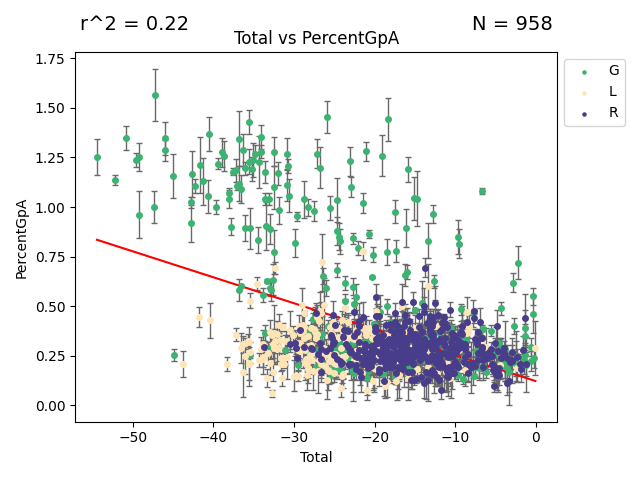 r^2 = 0.22
N = 958
Total vs PercentGpA
PercentGpA
1.75
1.50
1.25
1.00
0.75
0.50
0.25
0.00
−50
−40
−30
−20
−10
0
Total
G
L
R